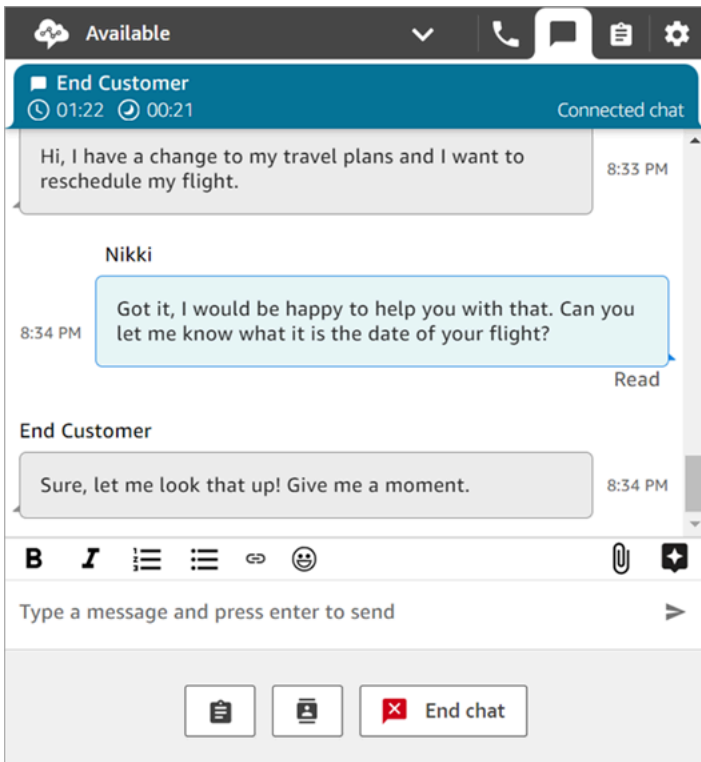 Available
End Customer
01:22 00:21 Connected chat
Hi, I have a change to my travel plans and I want to
reschedule my flight.
8:33 PM
Nikki
Got it, I would be happy to help you with that. Can you
let me know what it is the date of your flight?
8:34 PM
Read
End Customer
Sure, let me look that up! Give me a moment.
8:34 PM
B I
Type a message and press enter to send
End chat